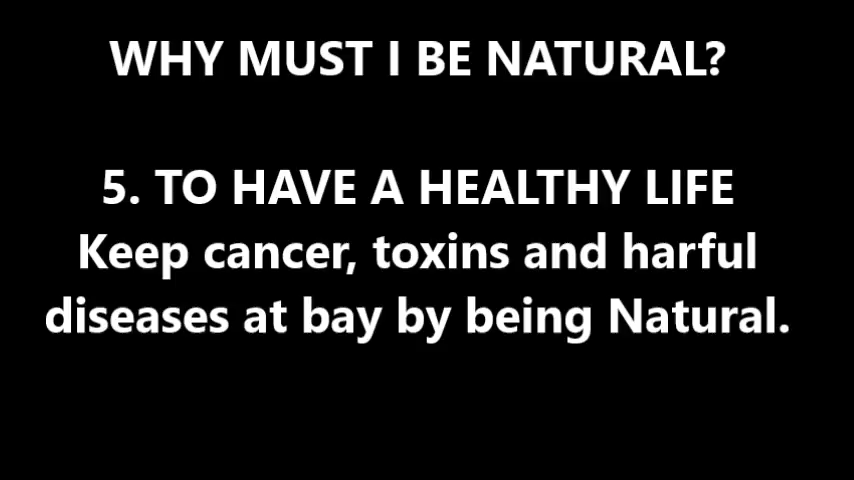 WHY MUST I BE NATURAL?
5. TO HAVE A HEALTHY LIFE
Keep cancer, toxins and harful
diseases at bay by being Natural.